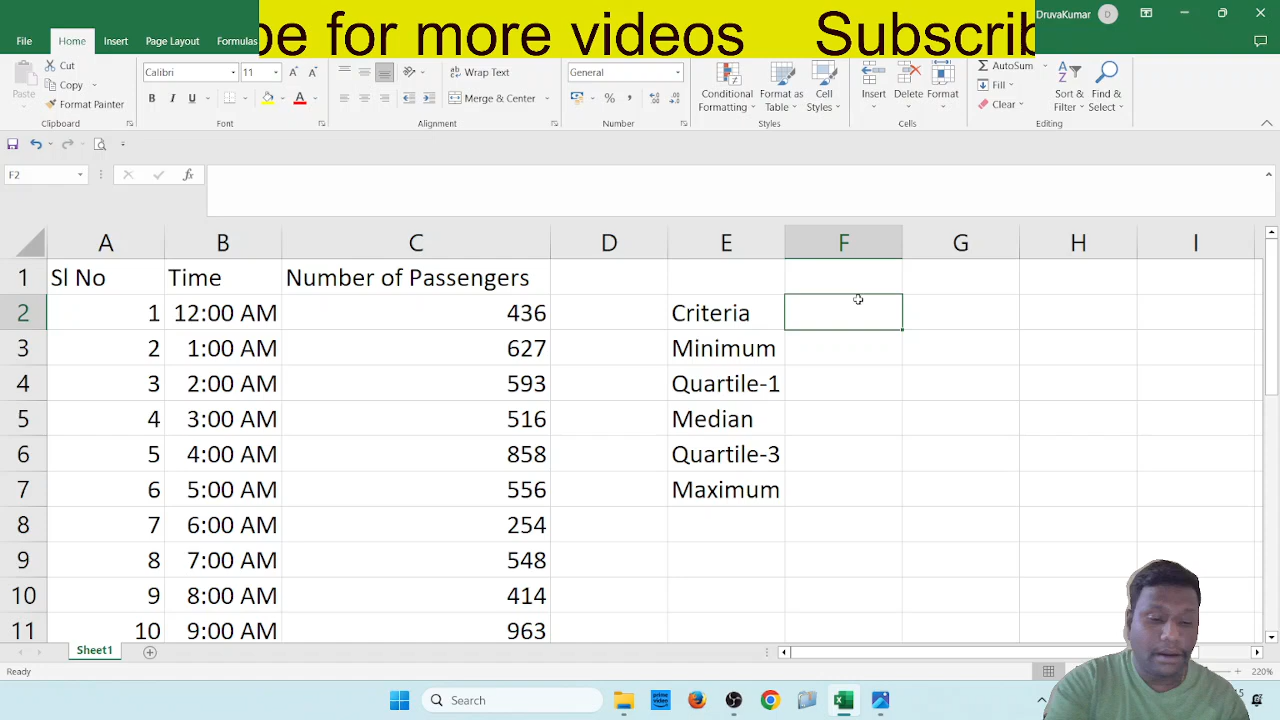 be for more videos Subscrib
DruvaKumar D
File Home Insert Page Layout Formulas
Cut
Copy
Format Painter
Paste
Clipboard
Calibri 11
B I U
Font
Wrap Text
Merge & Center
Alignment
General
Number
Conditional Formatting
Format as Table
Cell Styles
Styles
Insert Delete Format
Cells
AutoSum
Fill
Clear
Sort & Filter
Find & Select
Editing
F2
fx
A B C D E F G H I
1 Sl No Time Number of Passengers
2 1 12:00 AM 436 Criteria
3 2 1:00 AM 627 Minimum
4 3 2:00 AM 593 Quartile-1
5 4 3:00 AM 516 Median
6 5 4:00 AM 858 Quartile-3
7 6 5:00 AM 556 Maximum
8 7 6:00 AM 254
9 8 7:00 AM 548
10 9 8:00 AM 414
11 10 9:00 AM 963
Sheet1
Ready 220%
Search
prime video